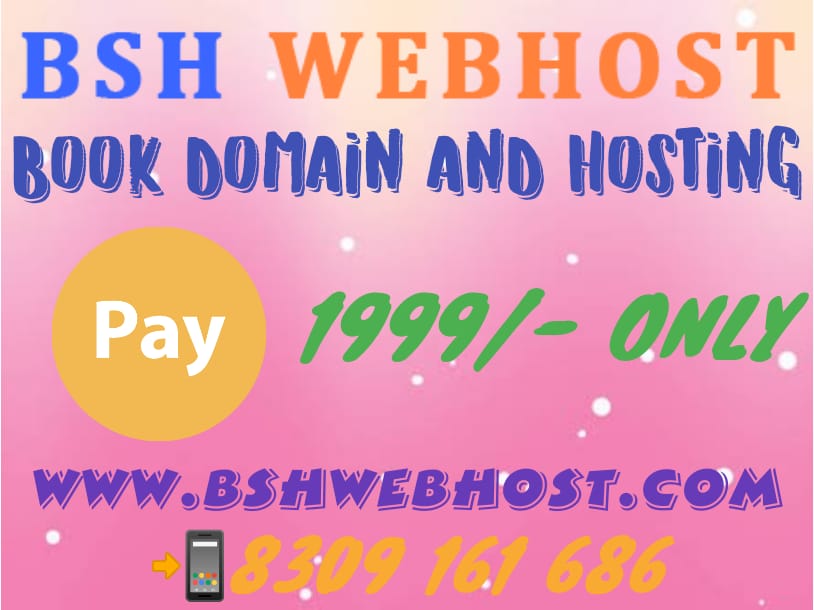 BSH WEBHOST
BOOK DOMAIN AND HOSTING
Pay
1999/- ONLY
WWW.BSHWEBHOST.COM
8309 161 686